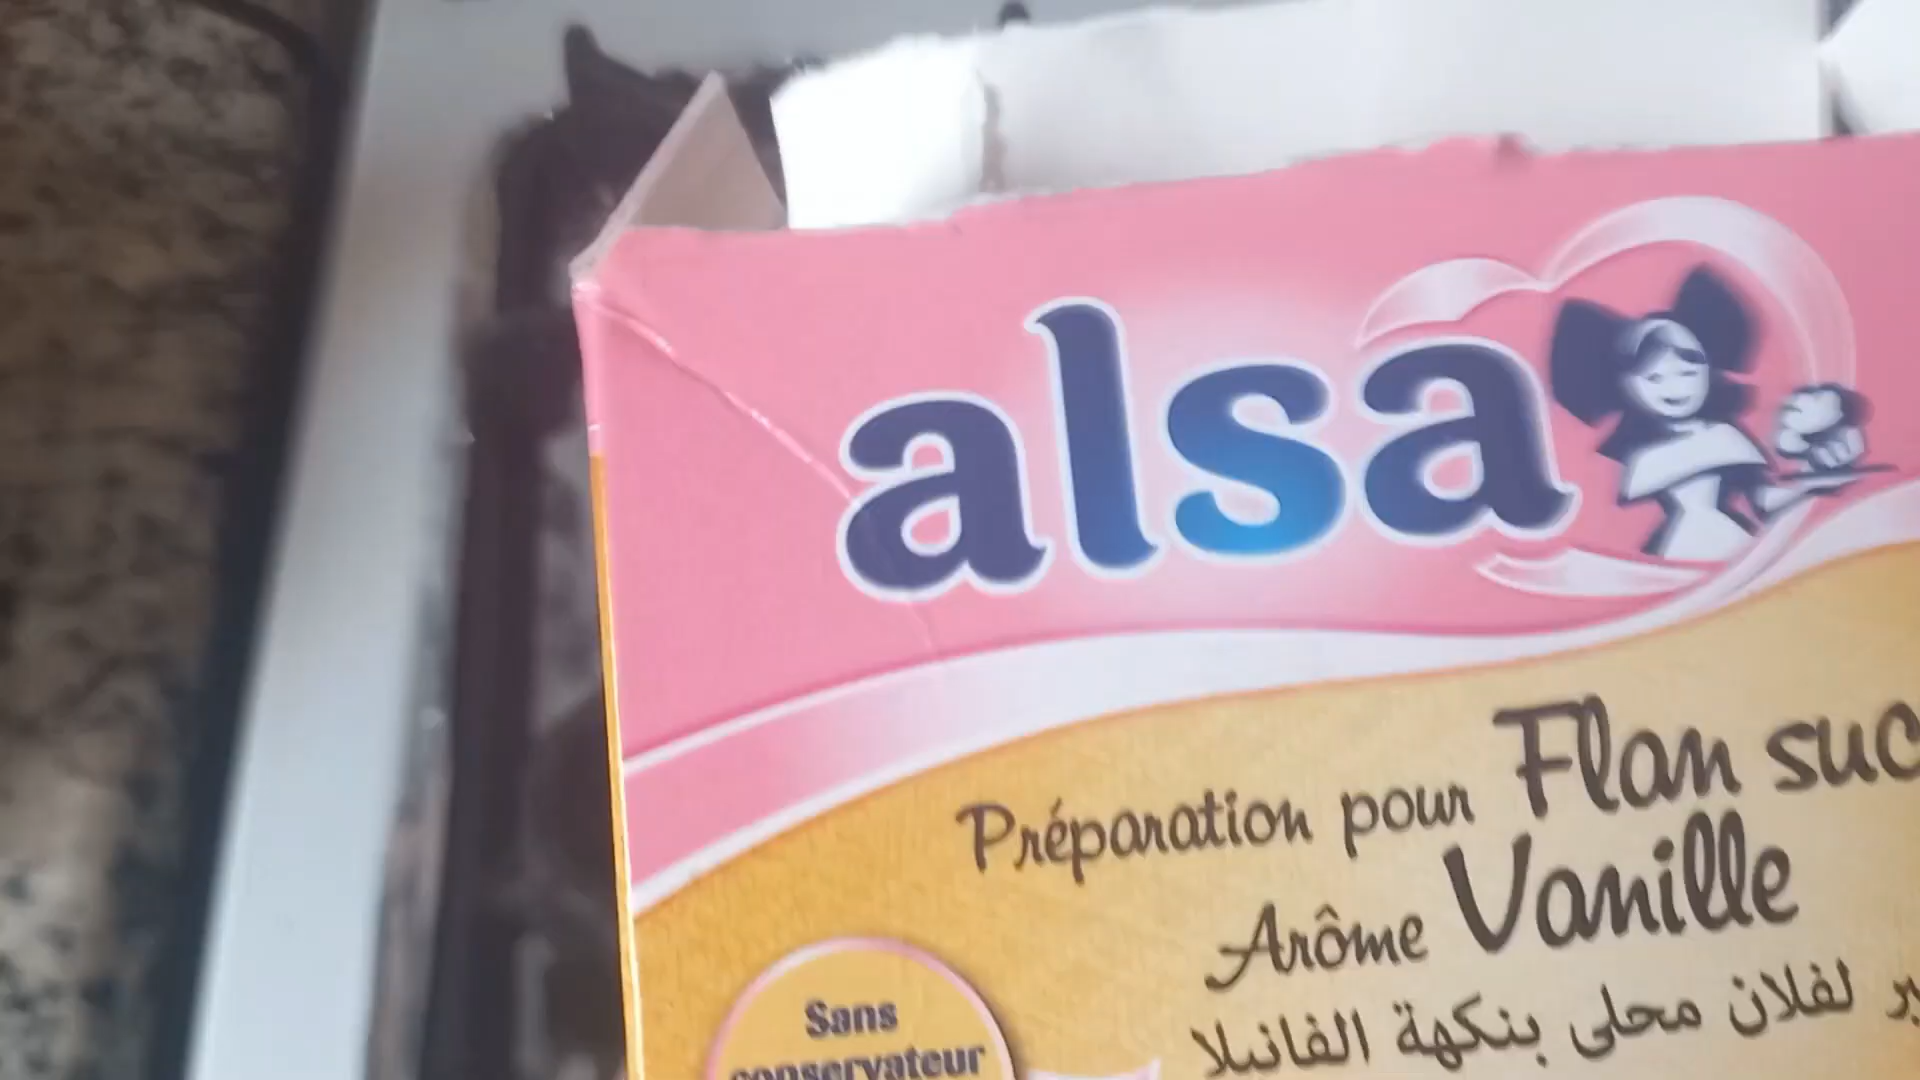 alsa
Préparation pour Flan suc
Arôme Vanille
لفلان محلى بنكهة الفانيلا
Sans
conservateur